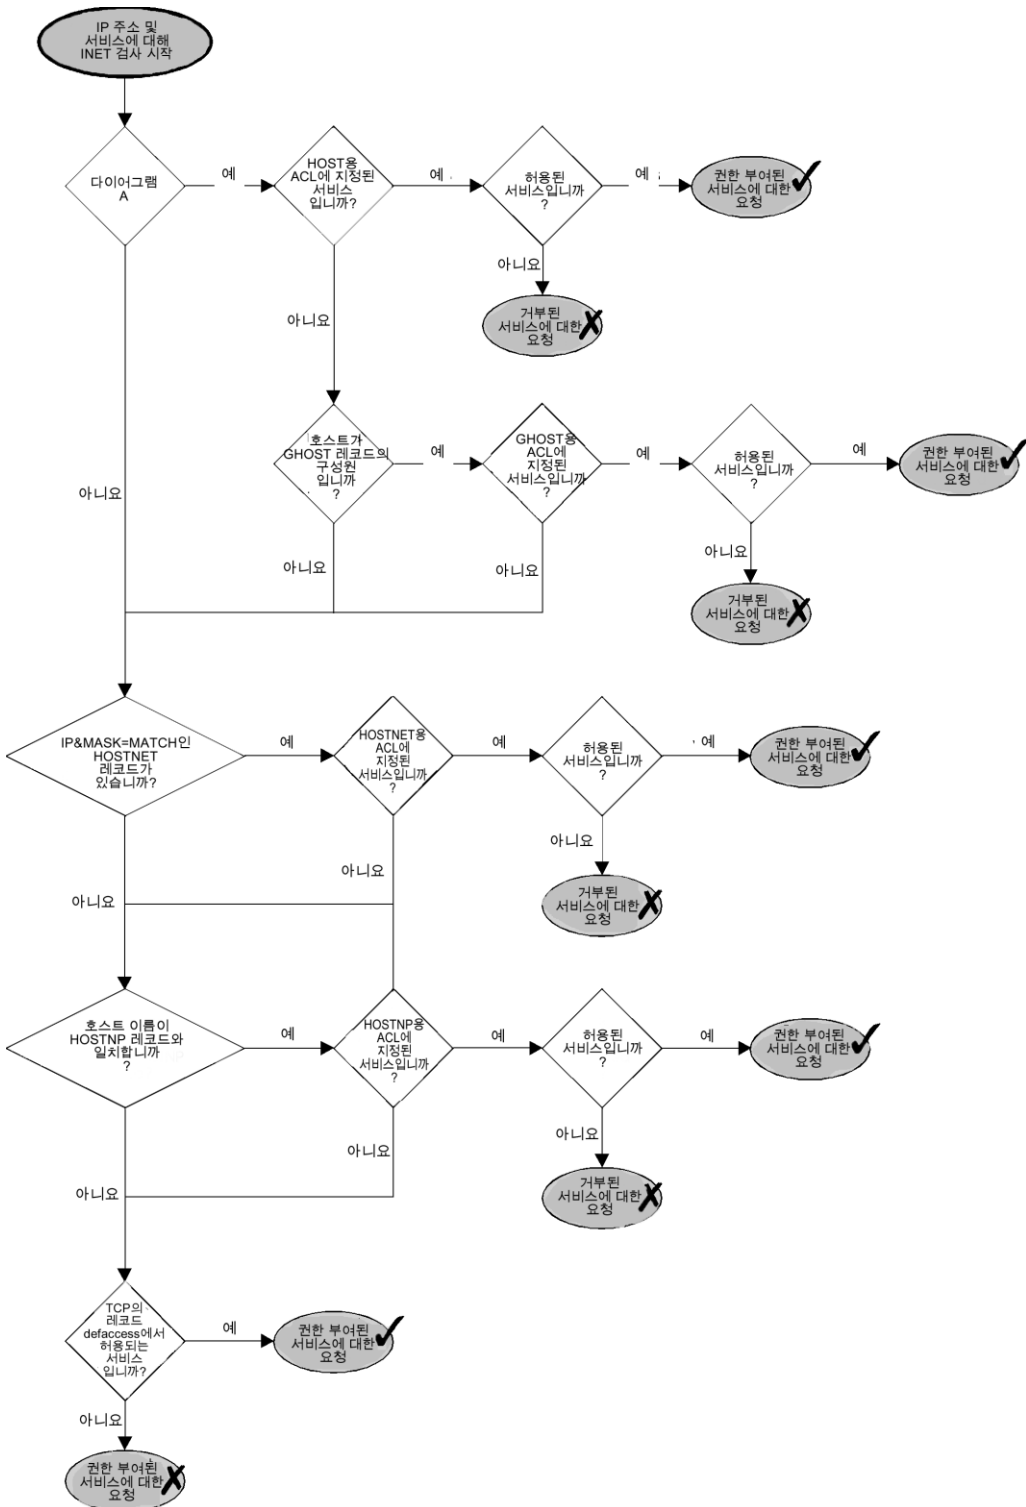 IP 주소 및
서비스에 대해
INET 검사 시작
다이어그램
A
예
HOST용
ACL에 지정된
서비스
입니까?
예
허용된
서비스입니까
?
예
권한 부여된
서비스에 대한
요청
아니요
거부된
서비스에 대한
요청
아니요
호스트가
GHOST 레코드의
구성원
입니까
?
예
GHOST용
ACL에
지정된
서비스입니까
?
예
허용된
서비스입니까
?
예
권한 부여된
서비스에 대한
요청
아니요
아니요
아니요
아니요
거부된
서비스에 대한
요청
IP&MASK=MATCH인
HOSTNET
레코드가
있습니까?
예
HOSTNET용
ACL에
지정된
서비스입니까
?
예
허용된
서비스입니까
?
예
권한 부여된
서비스에 대한
요청
아니요
아니요
아니요
거부된
서비스에 대한
요청
호스트 이름이
HOSTNP 레코드와
일치합니까
?
예
HOSTNP용
ACL에
지정된
서비스입니까
?
예
허용된
서비스입니까
?
예
권한 부여된
서비스에 대한
요청
아니요
아니요
아니요
거부된
서비스에 대한
요청
TCP의
레코드
defaccess에서
허용되는
서비스
입니까?
예
권한 부여된
서비스에 대한
요청
아니요
권한 부여된
서비스에 대한
요청